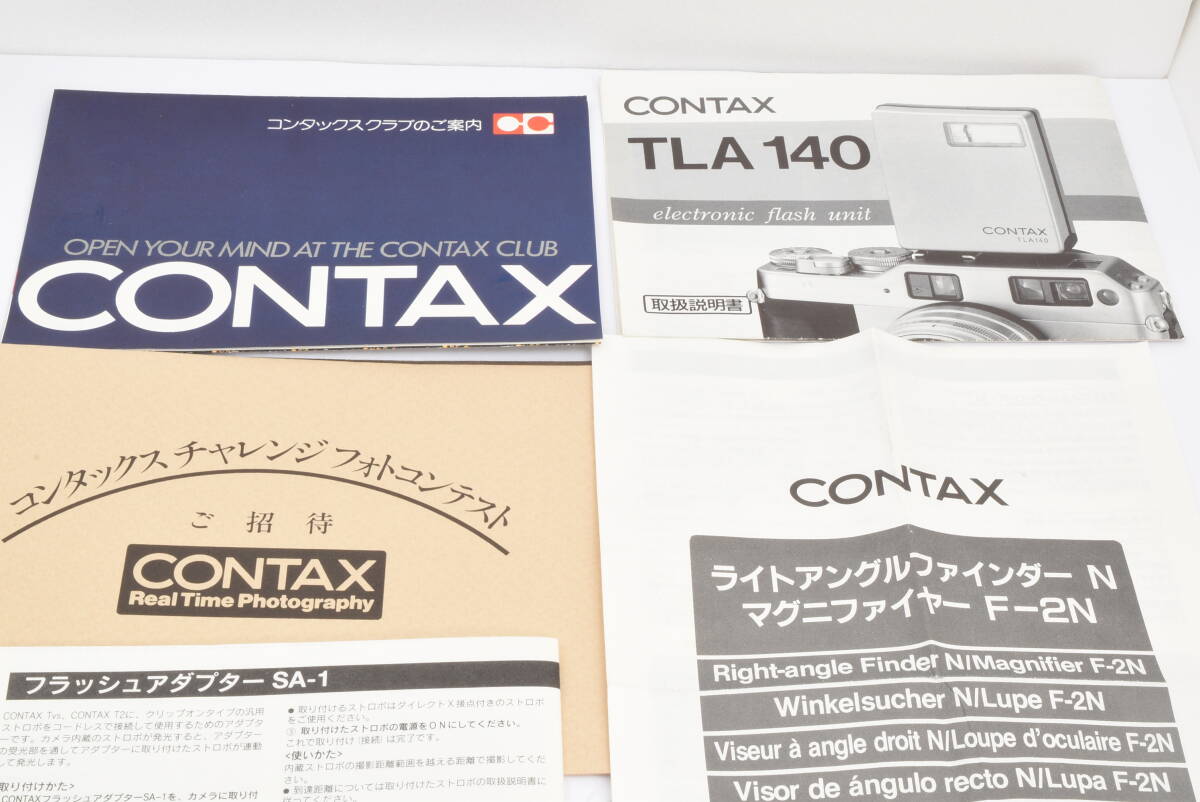 コンタックスクラブのご案内
OPEN YOUR MIND AT THE CONTAX CLUB
CONTAX
CONTAX
TLA 140
electronic flash unit
CONTAX
TLA140
取扱説明書
コンタックス チャレンジ フォトコンテスト
ご招待
CONTAX
Real Time Photography
CONTAX
ライトアングルファインダー N
マグニファイヤー F-2N
Right-angle Finder N/Magnifier F-2N
Winkelsucher N/Lupe F-2N
Viseur à angle droit N/Loupe d'oculaire F-2N
Visor de ángulo recto N/Lupa F-2N
フラッシュアダプター SA-1
CONTAX Tvs、CONTAX T2に、クリップオンタイプの汎用
ストロボをコードレスで接続して使用するためのアダプタ
ーです。カメラ内蔵のストロボが発光すると、アダプター
の受光部を通してアダプターに取り付けたストロボが連動
して発光します。
取り付けかた>
CONTAXフラッシュアダプターSA-1を、カメラに取り付
● 取り付けるストロボはダイレクトX接点付きのストロボ
をご使用ください。
③ 取り付けたストロボの電源をONにしてください。
これで取り付け(接続)は完了です。
<使いかた>
内蔵ストロボの撮影距離範囲を越える距離で撮影してくだ
さい。
● 到達距離については取り付けたストロボの取扱説明書に
従ってください。